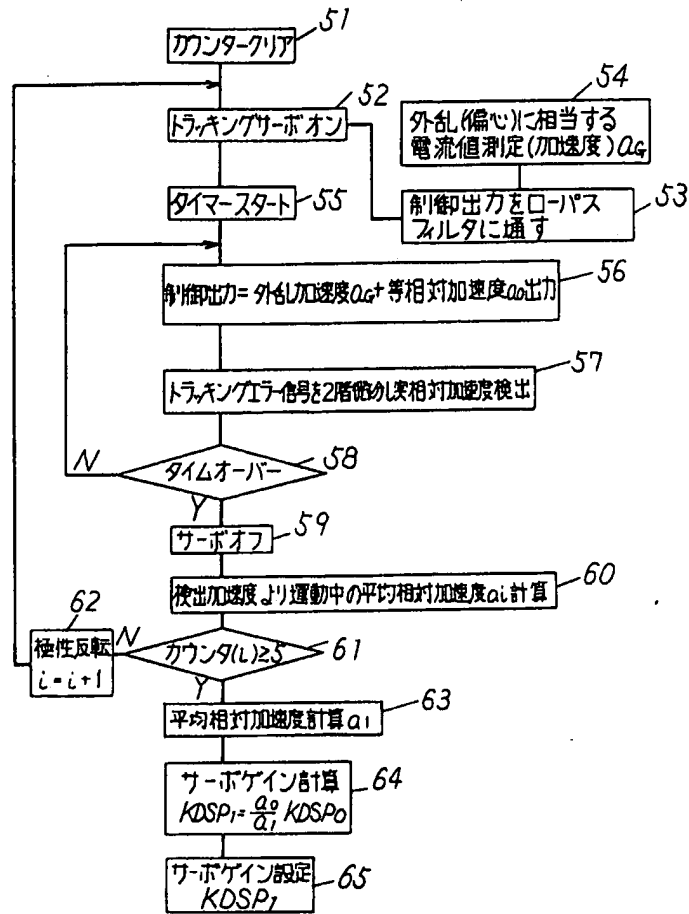 51
カウンタークリア
52
トラッキングサーボオン
54
外乱(偏心)に相当する
電流値測定(加速度)aG
53
制御出力をローパス
フィルタに通す
55
タイマースタート
56
制御出力=外乱加速度aG+等相対加速度a0出力
57
トラッキングエラー信号を2階微分し実相対加速度検出
58
タイムオーバー
N
Y
59
サーボオフ
60
検出加速度より運動中の平均相対加速度ai計算
61
カウンタ(i)≥5
N
62
極性反転
i=i+1
Y
63
平均相対加速度計算a1
64
サーボゲイン計算
KDSP1=a0/a1 KDSP0
65
サーボゲイン設定
KDSP1